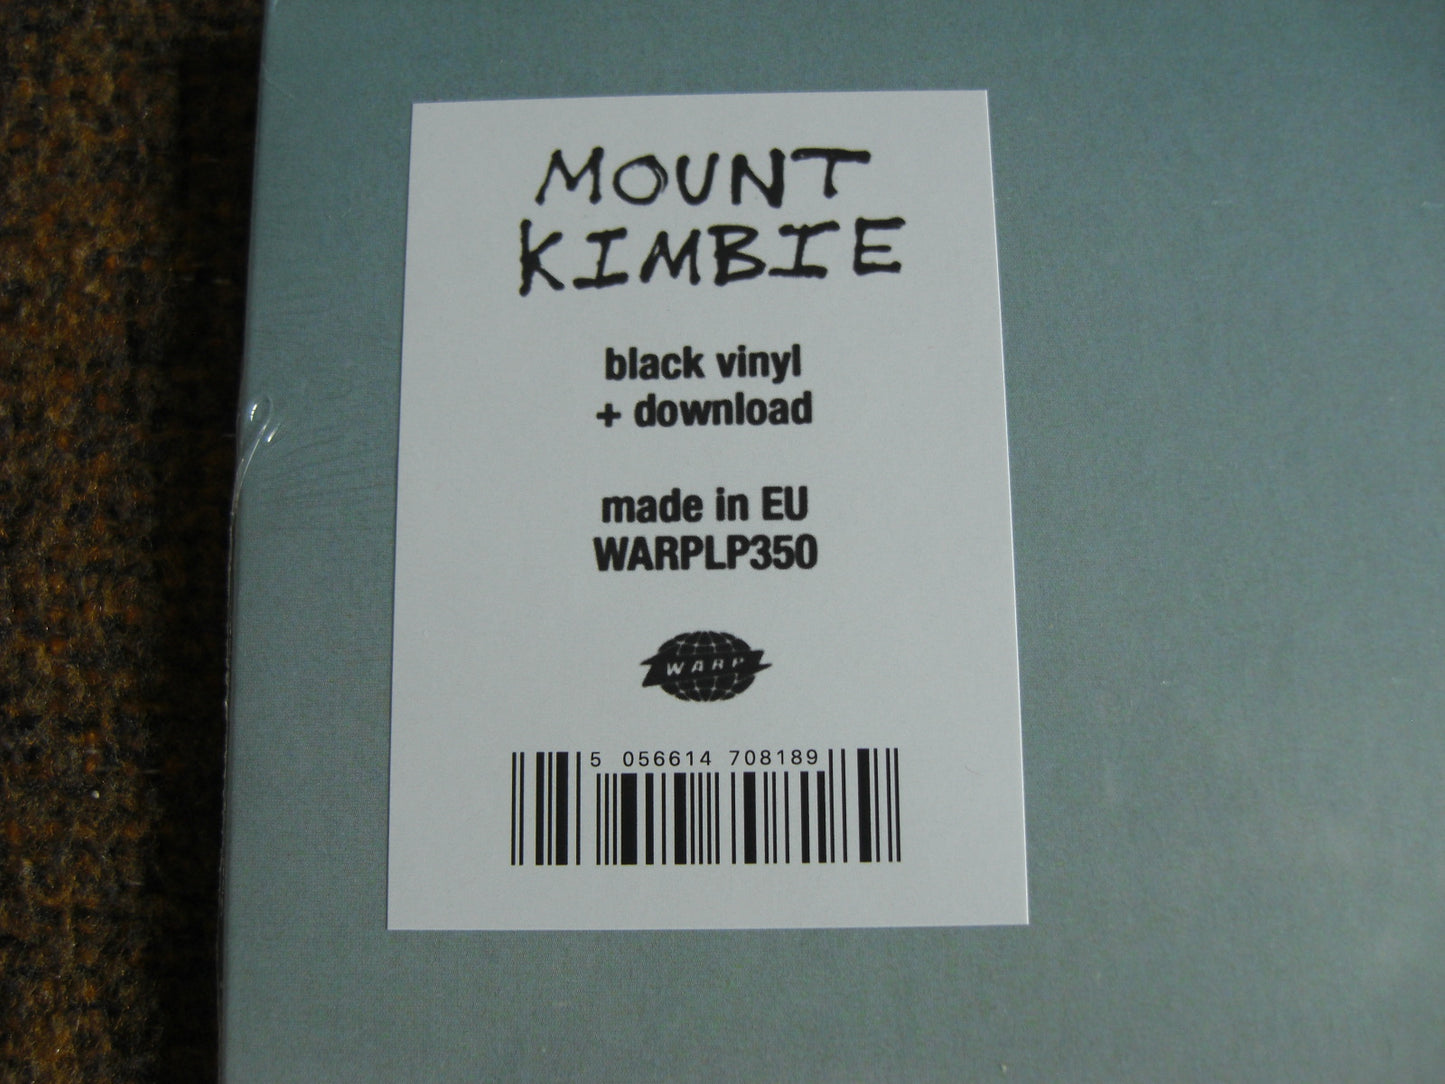 MOUNT
KIMBIE
black vinyl
+ download
made in EU
WARPLP350
WARP
5 056614 708189